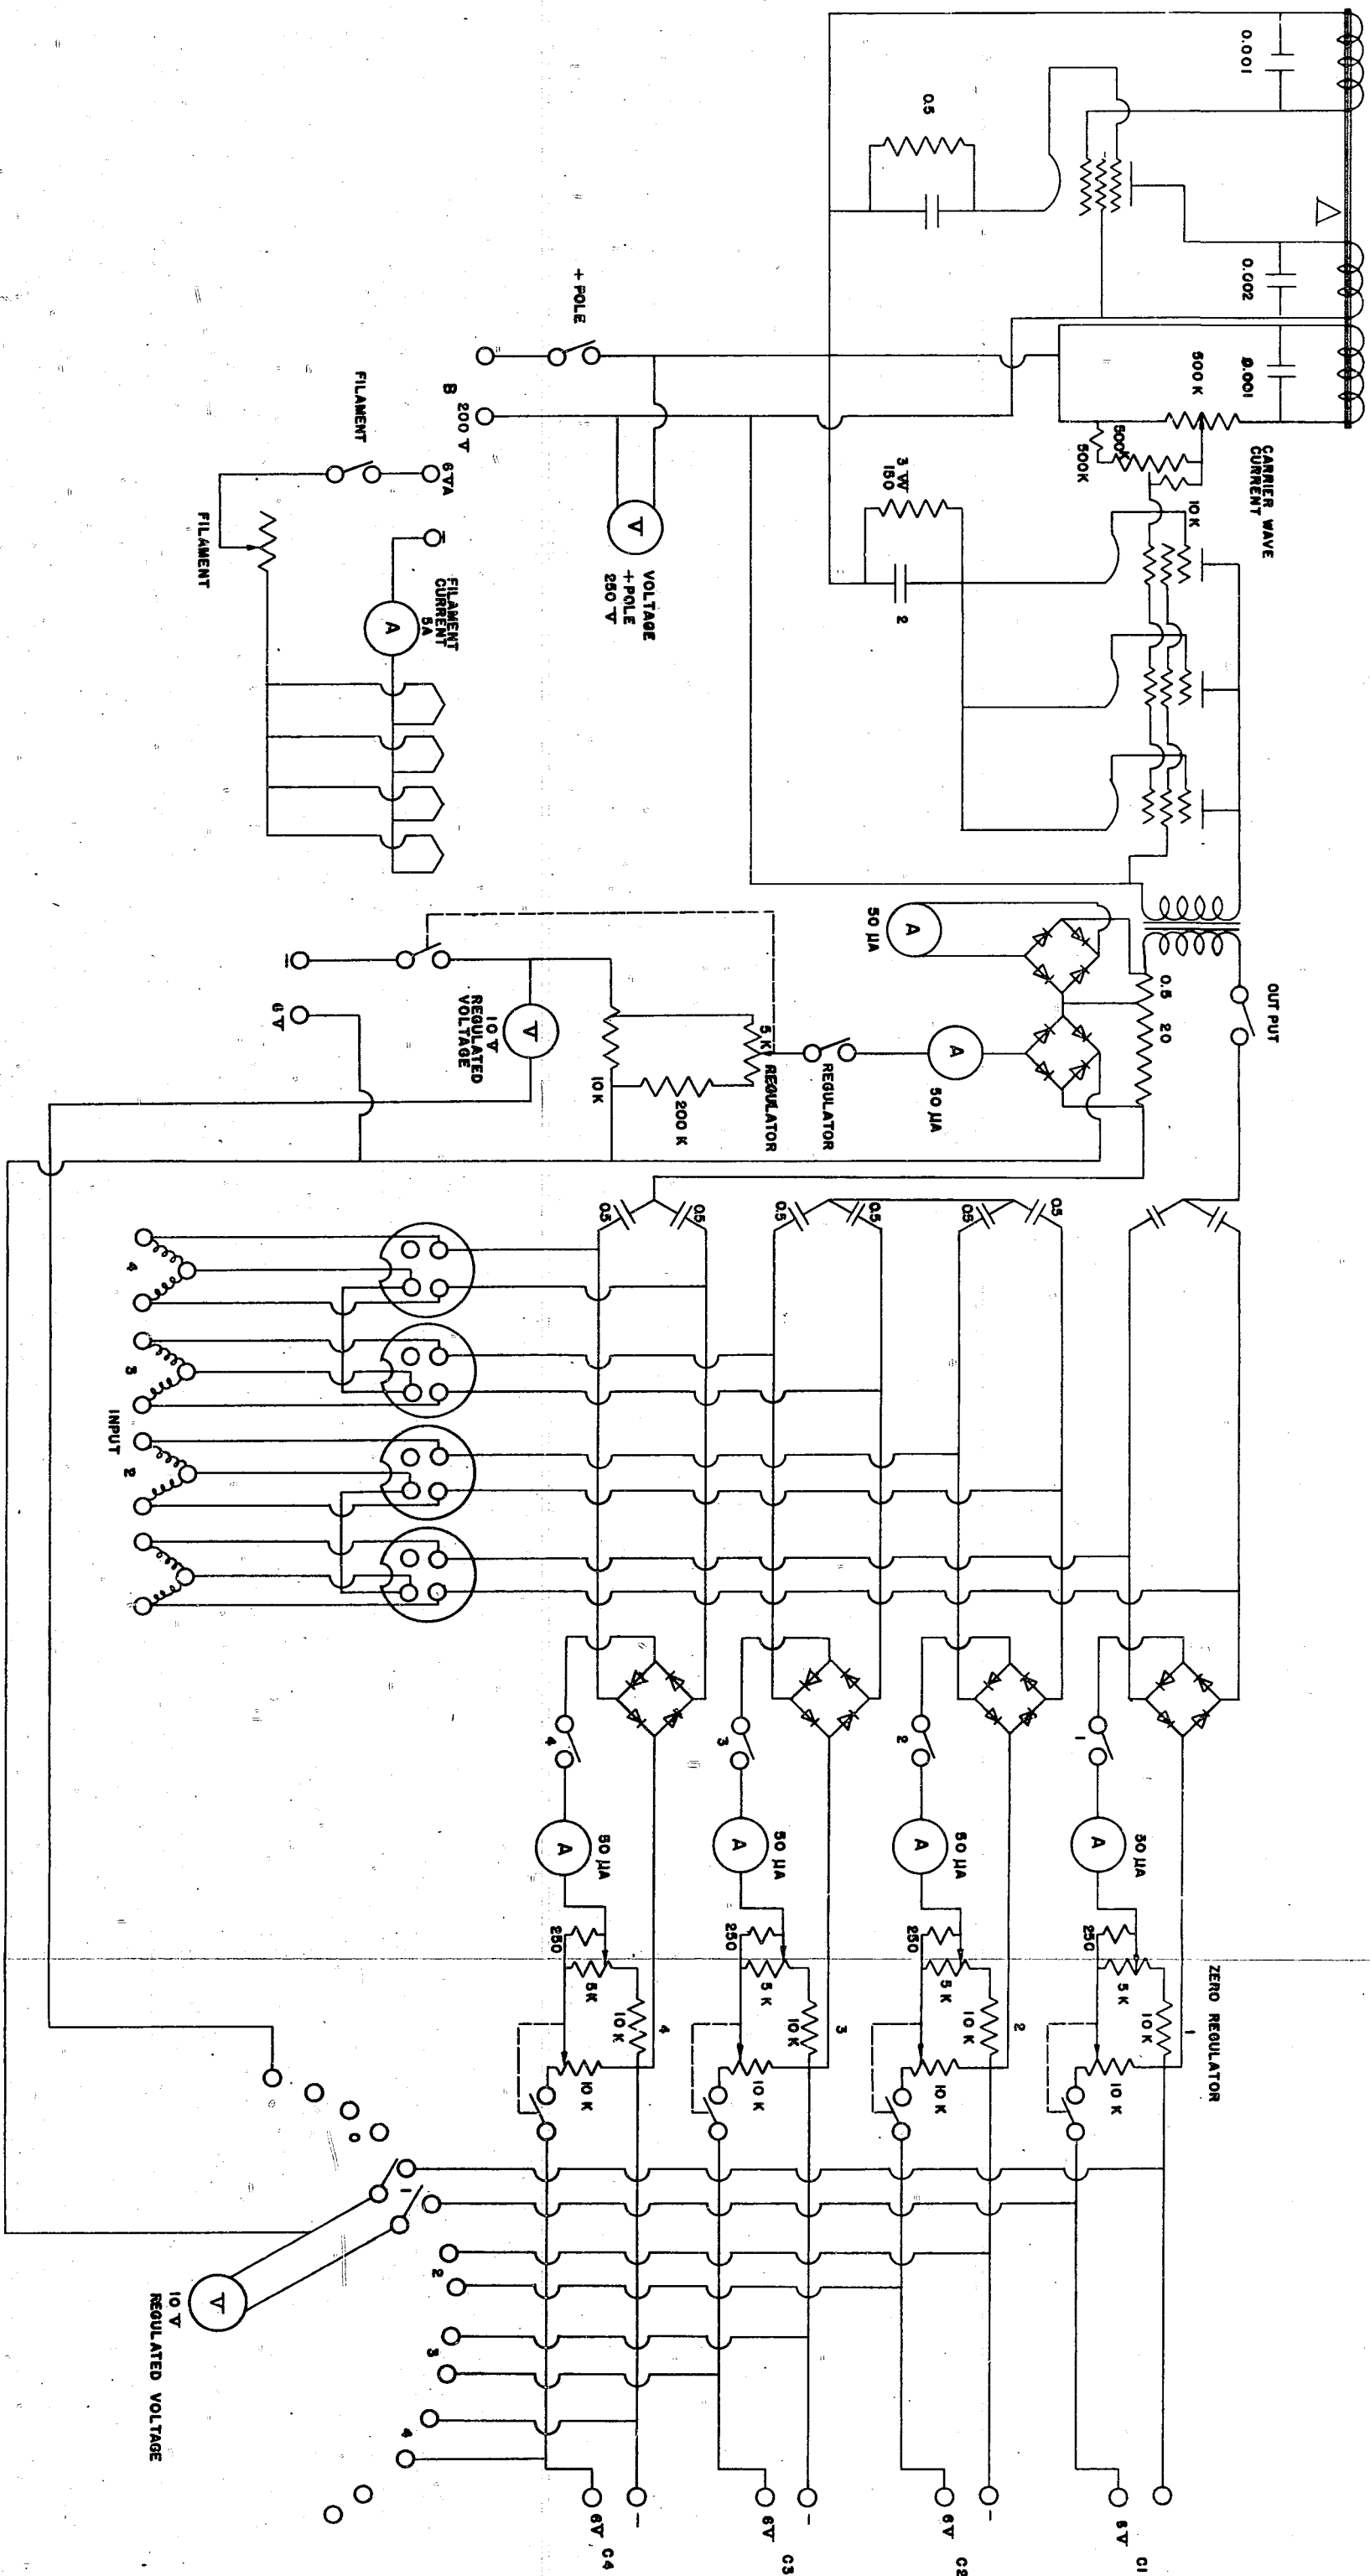 0.001
0.002
0.001
500 K
500K
500K
10 K
CARRIER WAVE
CURRENT
0.5
3 W
150
2
+ POLE
B 200 V
V
VOLTAGE
+ POLE
250 V
FILAMENT
6VA
FILAMENT
A
FILAMENT
CURRENT
5A
OUTPUT
0.5
20
A
50 µA
A
50 µA
REGULATOR
5 K
REGULATOR
200 K
10 K
V
10 V
REGULATED
VOLTAGE
6 V
0.5
0.5
0.5
0.5
0.5
0.5
4
3
2
INPUT
1
A
50 µA
250
5 K
10 K
1
10 K
ZERO REGULATOR
2
A
50 µA
250
5 K
10 K
2
10 K
3
A
50 µA
250
5 K
10 K
3
10 K
4
A
50 µA
250
5K
10 K
4
10 K
0
1
2
3
4
V
10 V
REGULATED VOLTAGE
6V C1
–
6V C2
–
6V C3
–
6V C4